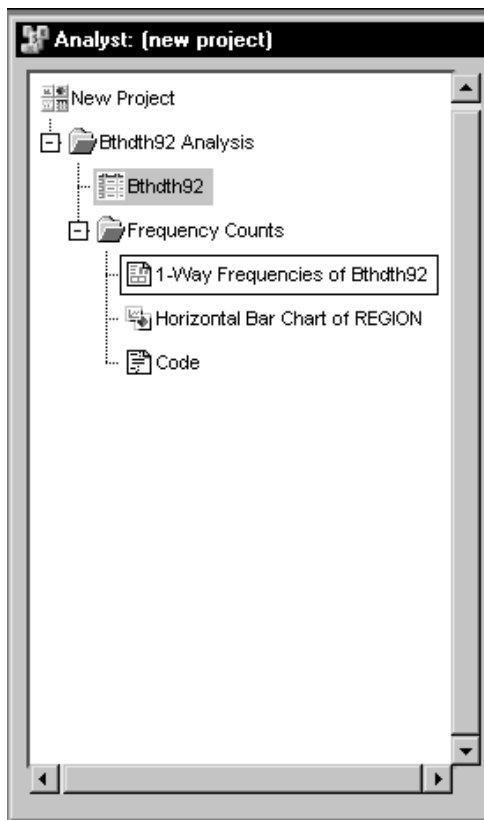 Analyst: (new project)
New Project
Bthdth92 Analysis
Bthdth92
Frequency Counts
1-Way Frequencies of Bthdth92
Horizontal Bar Chart of REGION
Code